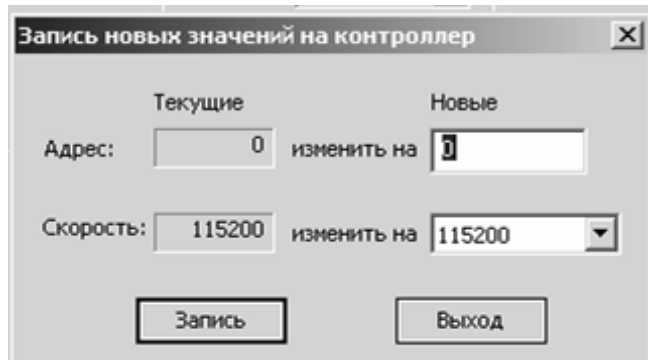 Запись новых значений на контроллер
Текущие Новые
Адрес: 0 изменить на 0
Скорость: 115200 изменить на 115200
Запись Выход